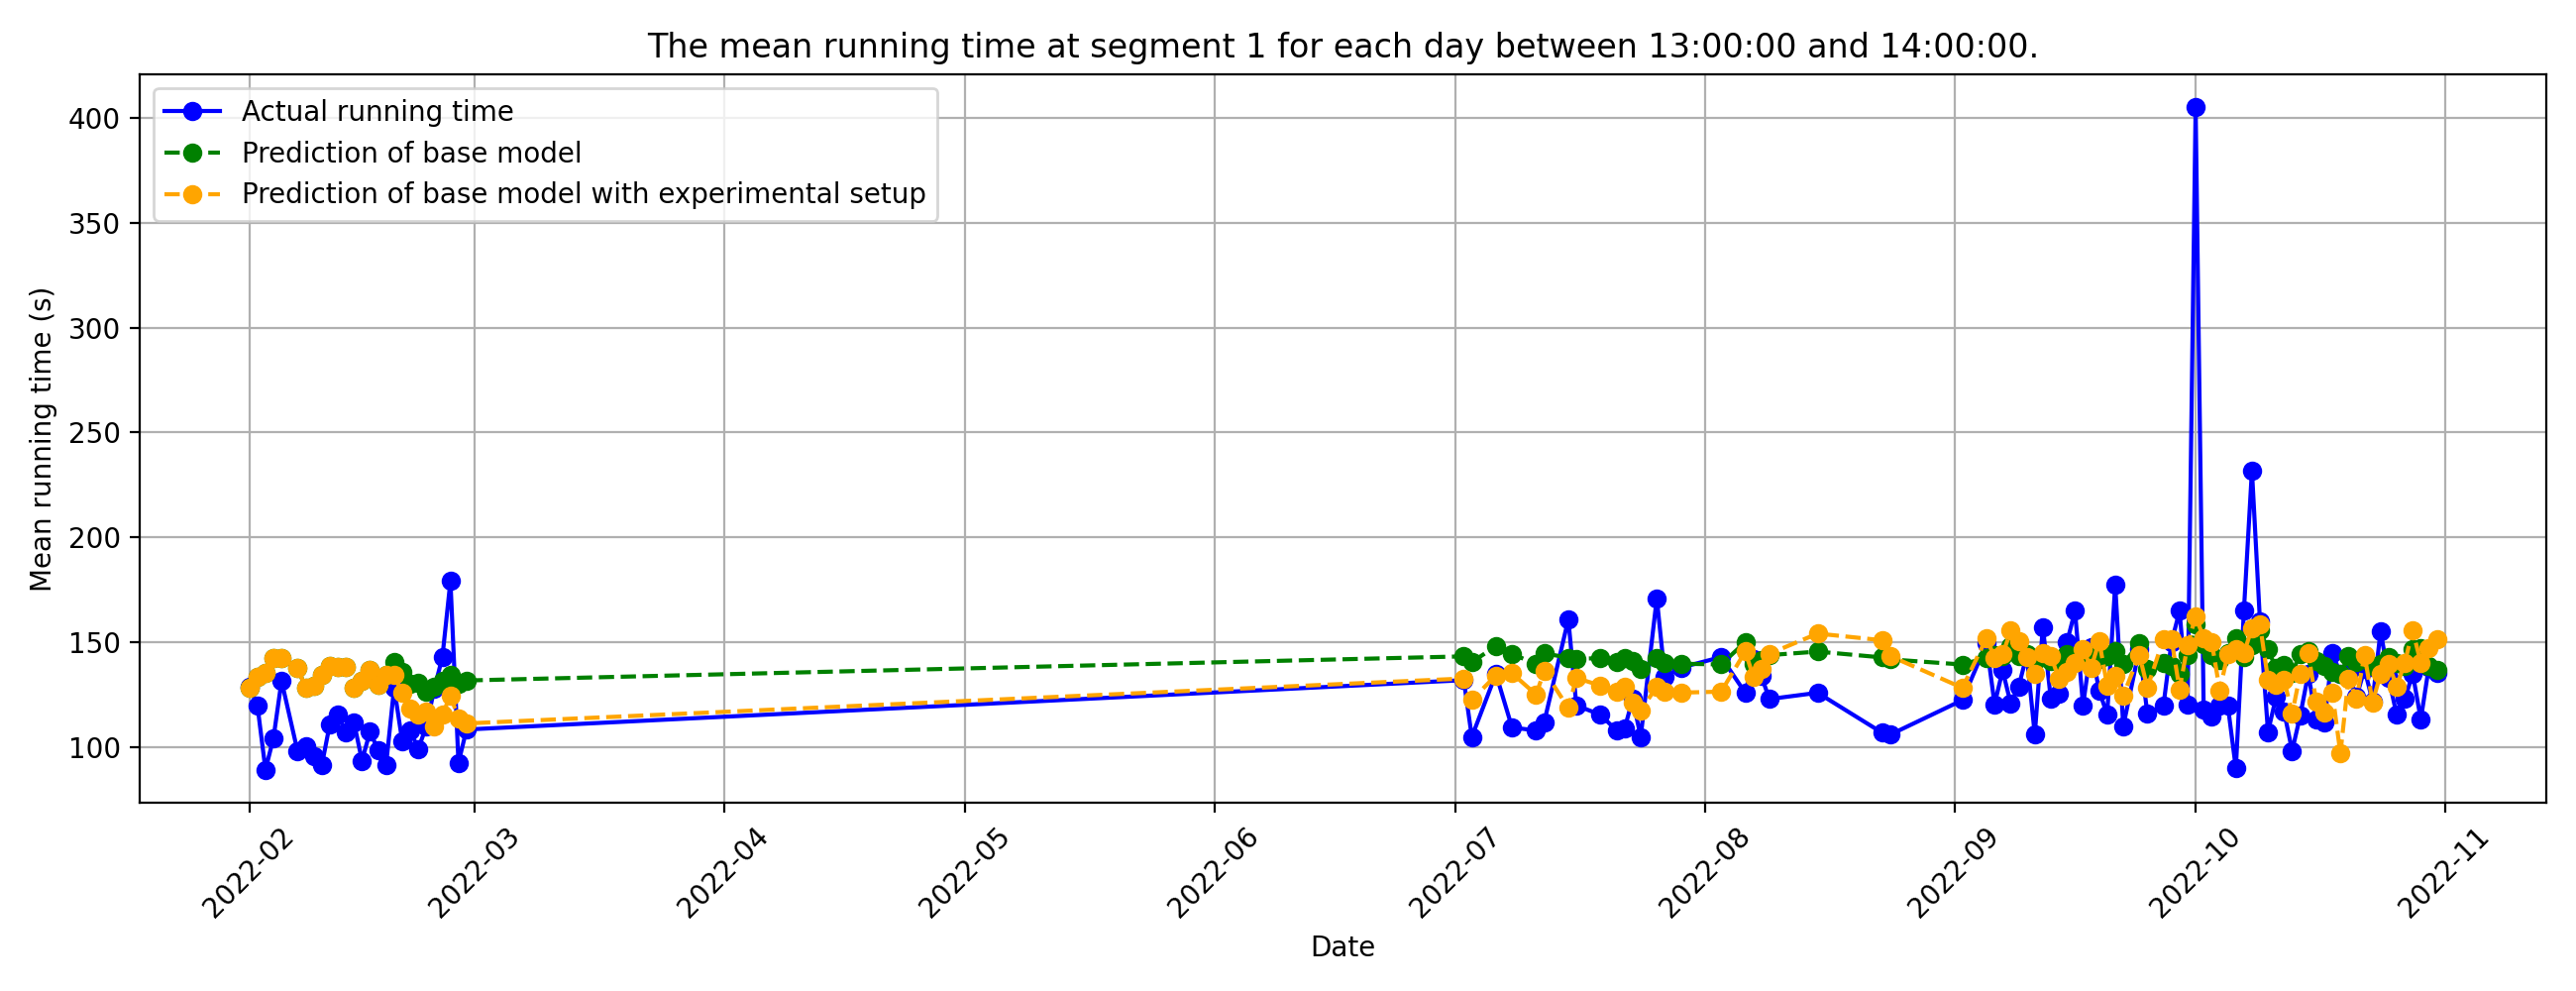 The mean running time at segment 1 for each day between 13:00:00 and 14:00:00.
Actual running time
Prediction of base model
Prediction of base model with experimental setup
Mean running time (s)
400
350
300
250
200
150
100
2022-02
2022-03
2022-04
2022-05
2022-06
2022-07
2022-08
2022-09
2022-10
2022-11
Date